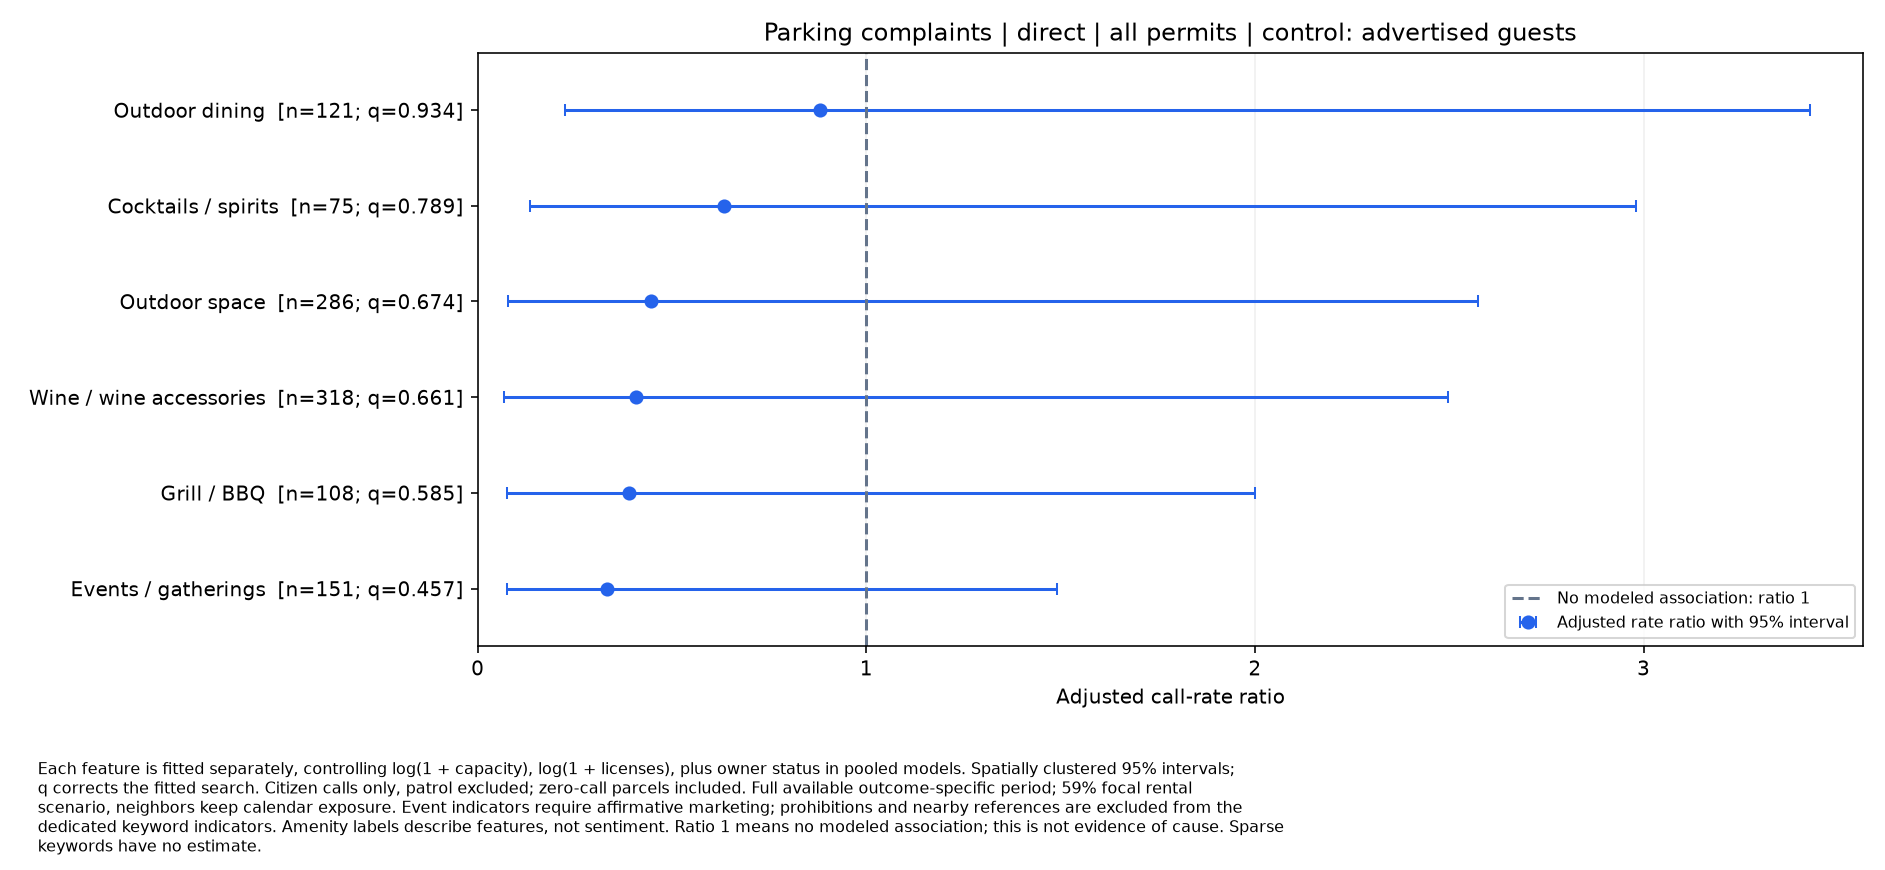 Parking complaints | direct | all permits | control: advertised guests
Outdoor dining [n=121; q=0.934]
Cocktails / spirits [n=75; q=0.789]
Outdoor space [n=286; q=0.674]
Wine / wine accessories [n=318; q=0.661]
Grill / BBQ [n=108; q=0.585]
Events / gatherings [n=151; q=0.457]
No modeled association: ratio 1
Adjusted rate ratio with 95% interval
0 1 2 3
Adjusted call-rate ratio
Each feature is fitted separately, controlling log(1 + capacity), log(1 + licenses), plus owner status in pooled models. Spatially clustered 95% intervals;
q corrects the fitted search. Citizen calls only, patrol excluded; zero-call parcels included. Full available outcome-specific period; 59% focal rental
scenario, neighbors keep calendar exposure. Event indicators require affirmative marketing; prohibitions and nearby references are excluded from the
dedicated keyword indicators. Amenity labels describe features, not sentiment. Ratio 1 means no modeled association; this is not evidence of cause. Sparse
keywords have no estimate.